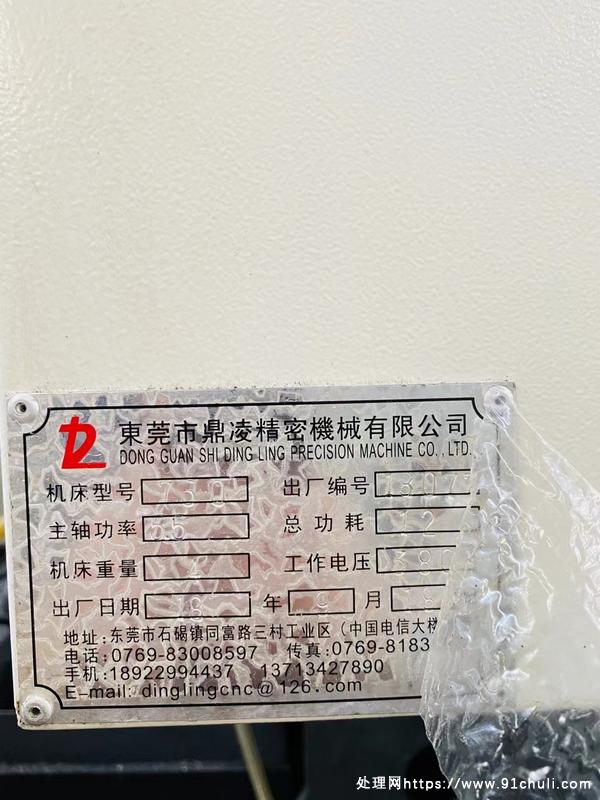 東莞市鼎凌精密機械有限公司
DONG GUAN SHI DING LING PRECISION MACHINE CO.,LTD.
机床型号 出厂编号
主轴功率 总功耗
机床重量 工作电压 380
出厂日期 18 年 9 月
地址:东莞市石碣镇同富路三村工业区(中国电信大楼
电话:0769-83008597 传真:0769-8183
手机:18922994437 13713427890
E-mail: dinglingcnc@126.com
处理网https://www.91chuli.com